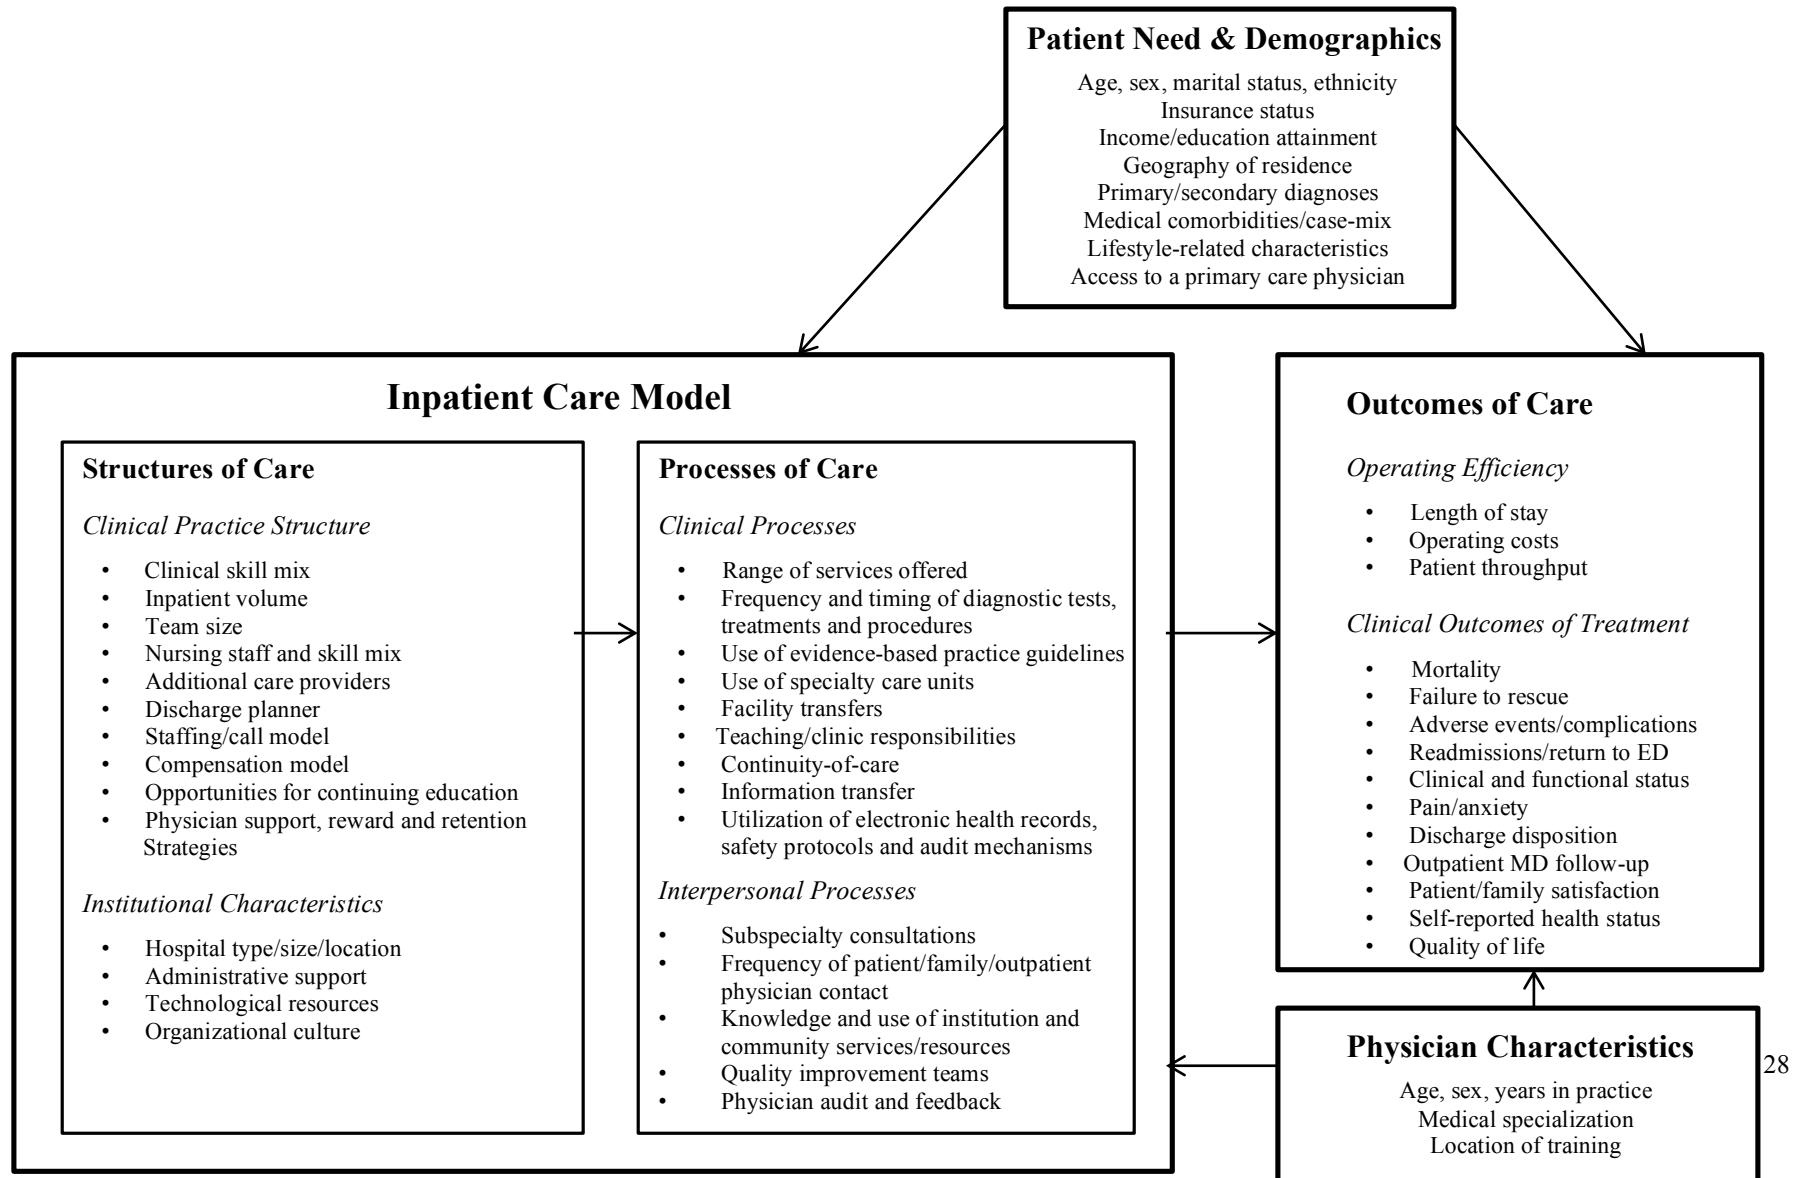 Patient Need & Demographics
Age, sex, marital status, ethnicity
Insurance status
Income/education attainment
Geography of residence
Primary/secondary diagnoses
Medical comorbidities/case-mix
Lifestyle-related characteristics
Access to a primary care physician
Inpatient Care Model
Structures of Care
Clinical Practice Structure
• Clinical skill mix
• Inpatient volume
• Team size
• Nursing staff and skill mix
• Additional care providers
• Discharge planner
• Staffing/call model
• Compensation model
• Opportunities for continuing education
• Physician support, reward and retention
Strategies
Institutional Characteristics
• Hospital type/size/location
• Administrative support
• Technological resources
• Organizational culture
Processes of Care
Clinical Processes
• Range of services offered
• Frequency and timing of diagnostic tests,
treatments and procedures
• Use of evidence-based practice guidelines
• Use of specialty care units
• Facility transfers
• Teaching/clinic responsibilities
• Continuity-of-care
• Information transfer
• Utilization of electronic health records,
safety protocols and audit mechanisms
Interpersonal Processes
• Subspecialty consultations
• Frequency of patient/family/outpatient
physician contact
• Knowledge and use of institution and
community services/resources
• Quality improvement teams
• Physician audit and feedback
Outcomes of Care
Operating Efficiency
• Length of stay
• Operating costs
• Patient throughput
Clinical Outcomes of Treatment
• Mortality
• Failure to rescue
• Adverse events/complications
• Readmissions/return to ED
• Clinical and functional status
• Pain/anxiety
• Discharge disposition
• Outpatient MD follow-up
• Patient/family satisfaction
• Self-reported health status
• Quality of life
Physician Characteristics
Age, sex, years in practice
Medical specialization
Location of training
28